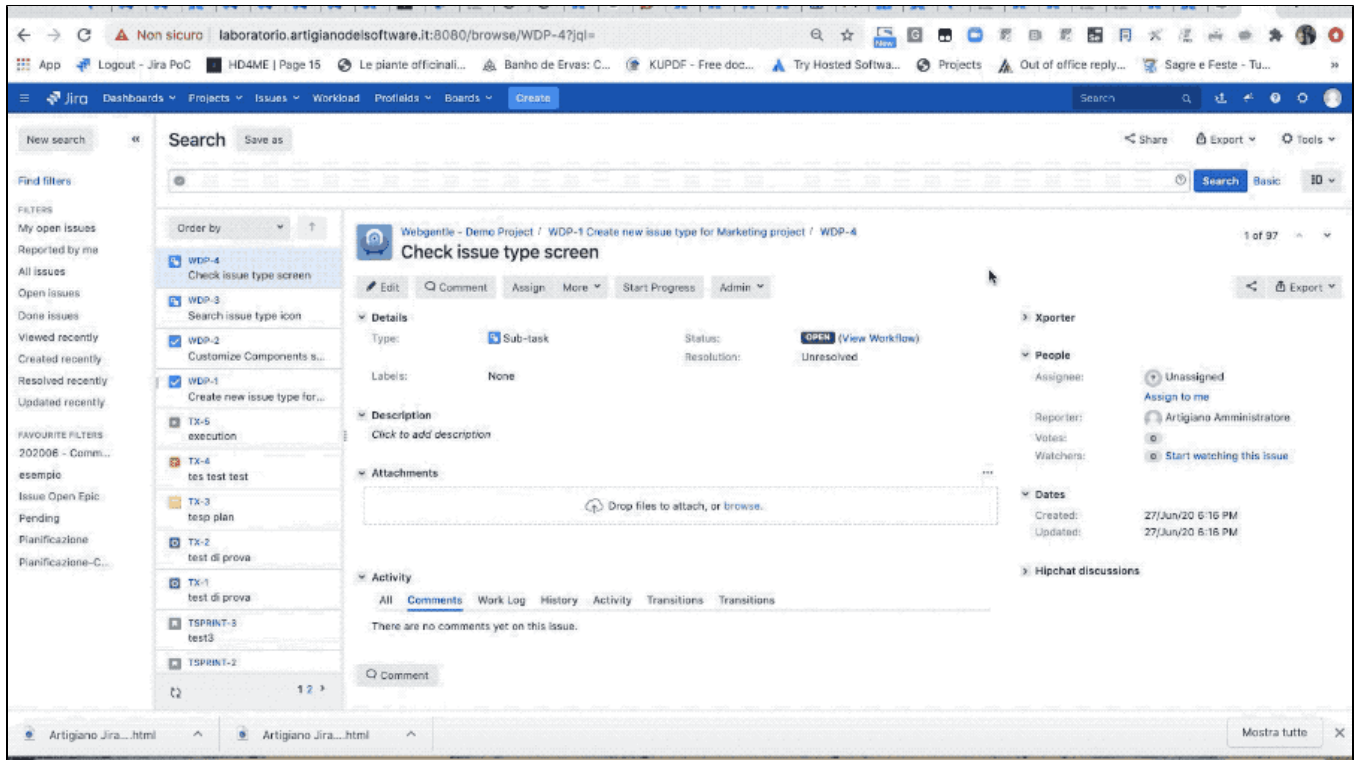 Non sicuro laboratorio.artigianodelsoftware.it:8080/browse/WDP-4?jql=
New
App Logout - Jira PoC HD4ME | Page 15 Le piante officinali... Banho de Ervas: C... KUPDF - Free doc... Try Hosted Softwa... Projects Out of office reply... Sagre e Feste - Tu... »
Jira Dashboards Projects Issues Workload Profields Boards Create Search
New search « Search Save as Share Export Tools
Find filters Search Basic
FILTERS
My open issues Order by
Reported by me
All issues
Open issues
Done issues
Viewed recently
Created recently
Resolved recently
Updated recently
FAVOURITE FILTERS
202006 - Comm...
esempio
Issue Open Epic
Pending
Planificazione
Planificazione-C...
WDP-4
Check issue type screen
WDP-3
Search issue type icon
WDP-2
Customize Components s...
WDP-1
Create new issue type for...
TX-5
execution
TX-4
tes test test
TX-3
tesp plan
TX-2
test di prova
TX-1
test di prova
TSPRINT-3
test3
TSPRINT-2
1 2 >
Webgentle - Demo Project / WDP-1 Create new issue type for Marketing project / WDP-4
Check issue type screen
1 of 97
Edit Comment Assign More Start Progress Admin Export
Details
Type: Sub-task Status: OPEN (View Workflow)
Resolution: Unresolved
Labels: None
Description
Click to add description
Attachments ...
Drop files to attach, or browse.
Activity
All Comments Work Log History Activity Transitions Transitions
There are no comments yet on this issue.
Comment
Xporter
People
Assignee: Unassigned
Assign to me
Reporter: Artigiano Amministratore
Votes: 0
Watchers: 0 Start watching this issue
Dates
Created: 27/Jun/20 6:16 PM
Updated: 27/Jun/20 6:16 PM
Hipchat discussions
Artigiano Jira....html Artigiano Jira....html Mostra tutte